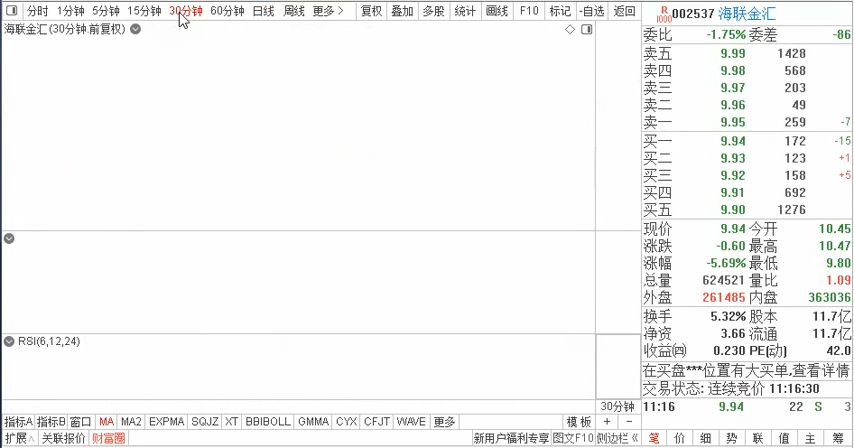 分时 1分钟 5分钟 15分钟 30分钟 60分钟 日线 周线 更多 > 复权 叠加 多股 统计 画线 F10 标记 -自选 返回
海联金汇(30分钟.前复权)
RSI(6,12,24)
30分钟
指标A 指标B 窗口 MA MA2 EXPMA SQJZ XT BBIBOLL GMMA CYX CFJT WAVE 更多 模板 + -
扩展∧ 关联报价 财富圈 新用户福利专享 图文F10 侧边栏《
R 1000 002537 海联金汇
委比 -1.75% 委差 -86
卖五 9.99 1428
卖四 9.98 568
卖三 9.97 203
卖二 9.96 49
卖一 9.95 259 -7
买一 9.94 172 -15
买二 9.93 123 +1
买三 9.92 158 +5
买四 9.91 692
买五 9.90 1276
现价 9.94 今开 10.45
涨跌 -0.60 最高 10.47
涨幅 -5.69% 最低 9.80
总量 624521 量比 1.09
外盘 261485 内盘 363036
换手 5.32% 股本 11.7亿
净资 3.66 流通 11.7亿
收益㈣ 0.230 PE(动) 42.0
在买盘***位置有大买单,查看详情
交易状态: 连续竞价 11:16:30
11:16 9.94 22 S 3
笔 价 细 势 联 值 主 筹